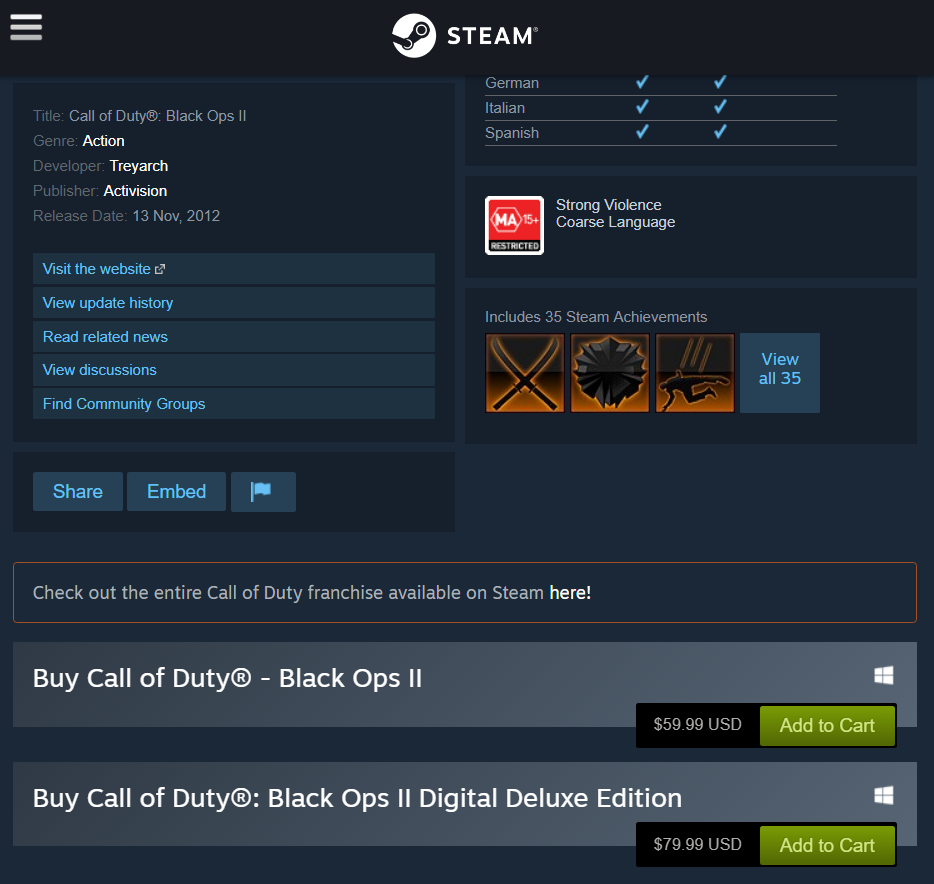 STEAM®
Title: Call of Duty®: Black Ops II
Genre: Action
Developer: Treyarch
Publisher: Activision
Release Date: 13 Nov, 2012
Visit the website
View update history
Read related news
View discussions
Find Community Groups
Share Embed
German
Italian
Spanish
MA 15+
RESTRICTED
Strong Violence
Coarse Language
Includes 35 Steam Achievements
View
all 35
Check out the entire Call of Duty franchise available on Steam here!
Buy Call of Duty® - Black Ops II
$59.99 USD Add to Cart
Buy Call of Duty®: Black Ops II Digital Deluxe Edition
$79.99 USD Add to Cart